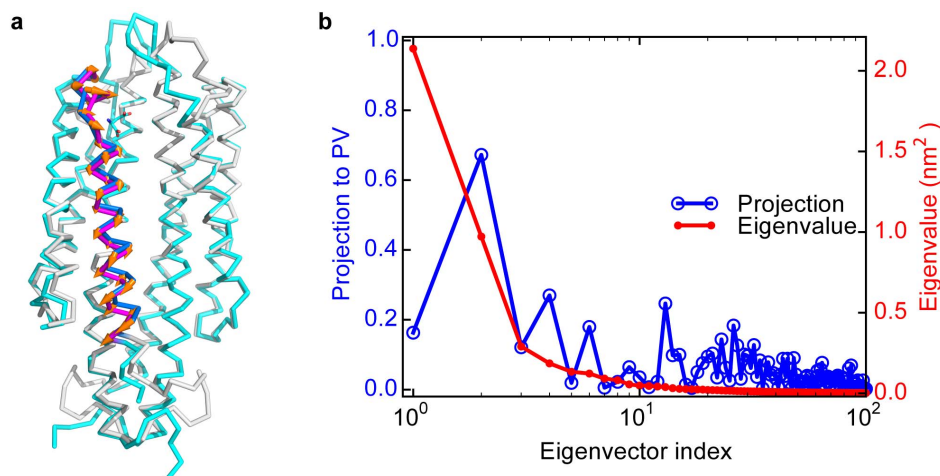 a
b
Projection to PV
1.0
0.8
0.6
0.4
0.2
0.0
10⁰
10¹
10²
Eigenvector index
Projection
Eigenvalue
2.0
1.5
1.0
0.5
0.0
Eigenvalue (nm²)